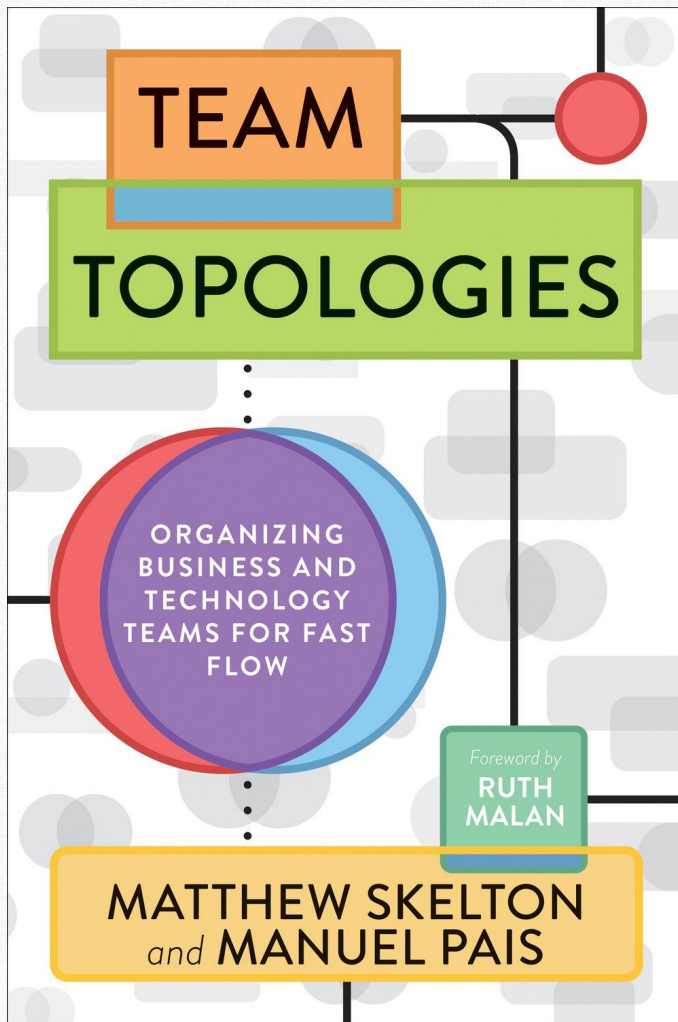 TEAM
TOPOLOGIES
ORGANIZING
BUSINESS AND
TECHNOLOGY
TEAMS FOR FAST
FLOW
Foreword by
RUTH
MALAN
MATTHEW SKELTON
and MANUEL PAIS